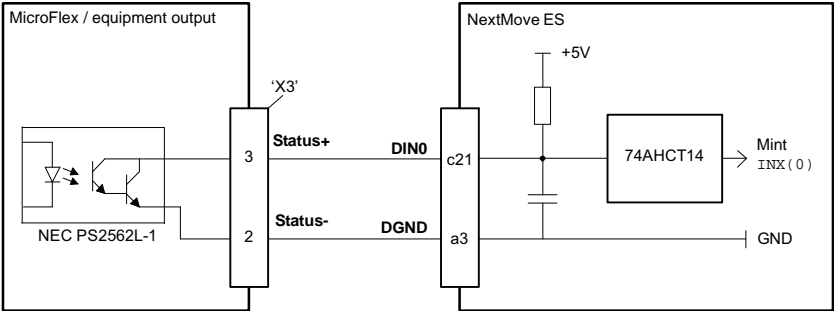 MicroFlex / equipment output
NextMove ES
+5V
'X3'
Status+
DIN0
3
c21
74AHCT14
Mint
INX(0)
Status-
DGND
2
a3
GND
NEC PS2562L-1